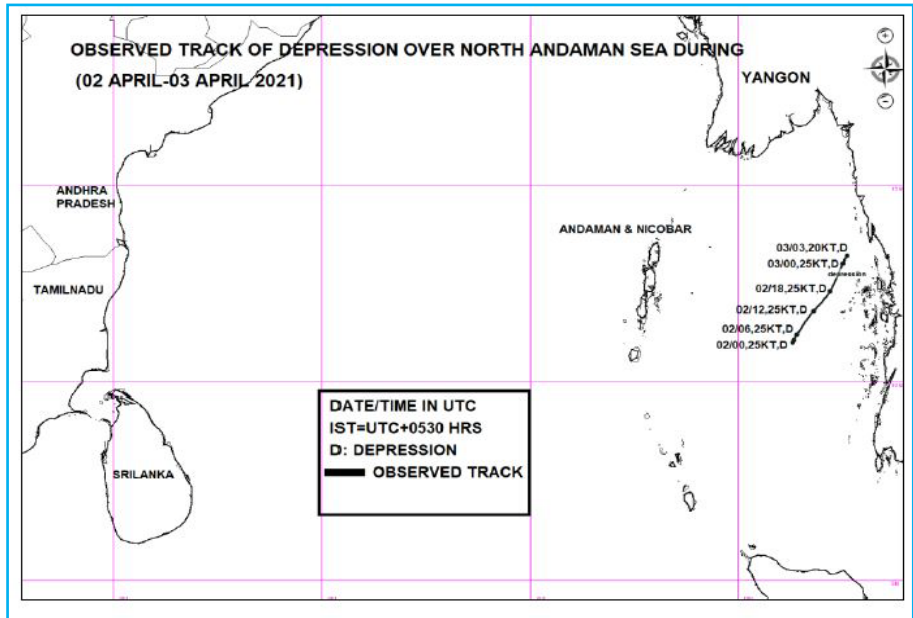 OBSERVED TRACK OF DEPRESSION OVER NORTH ANDAMAN SEA DURING
(02 APRIL-03 APRIL 2021)
YANGON
ANDHRA
PRADESH
ANDAMAN & NICOBAR
03/03,20KT,D
03/00,25KT,D
depression
TAMILNADU
02/18,25KT,D
02/12,25KT,D
02/06,25KT,D
02/00,25KT,D
DATE/TIME IN UTC
IST=UTC+0530 HRS
D: DEPRESSION
OBSERVED TRACK
SRILANKA